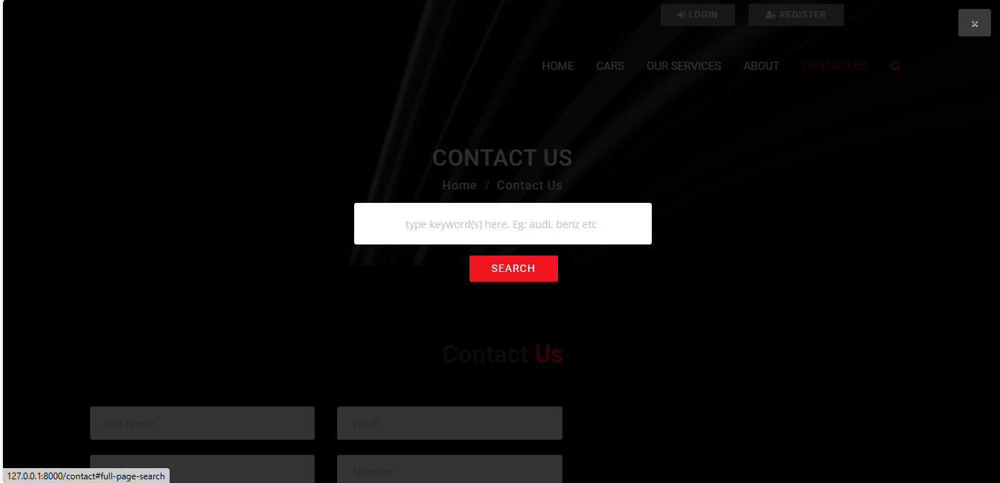 LOGIN REGISTER
×
HOME CARS OUR SERVICES ABOUT CONTACT US
CONTACT US
Home / Contact Us
type keyword(s) here. Eg: audi, benz etc
SEARCH
Contact Us
Full Name Email
Number
127.0.0.1:8000/contact#full-page-search